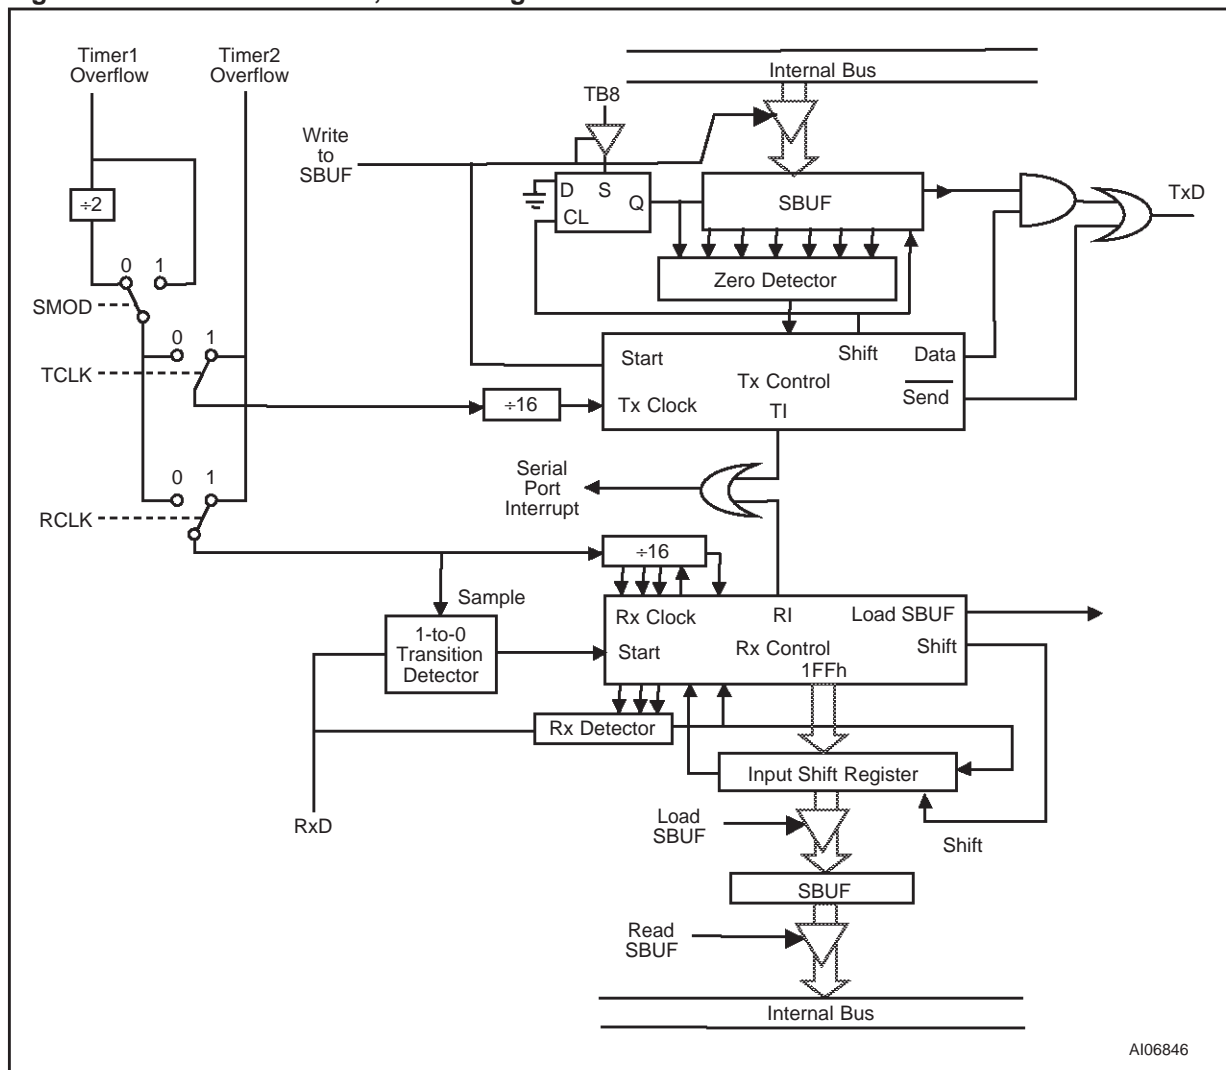 Timer1
Overflow
Timer2
Overflow
Internal Bus
TB8
Write
to
SBUF
D
S
CL
Q
SBUF
TxD
÷2
Zero Detector
0
1
SMOD
0
1
TCLK
Start
Shift
Data
Tx Control
Send
Tx Clock
TI
÷16
0
1
RCLK
Serial
Port
Interrupt
÷16
Sample
1-to-0
Transition
Detector
Rx Clock
RI
Load SBUF
Start
Rx Control
Shift
1FFh
Rx Detector
Input Shift Register
RxD
Load
SBUF
Shift
SBUF
Read
SBUF
Internal Bus
AI06846